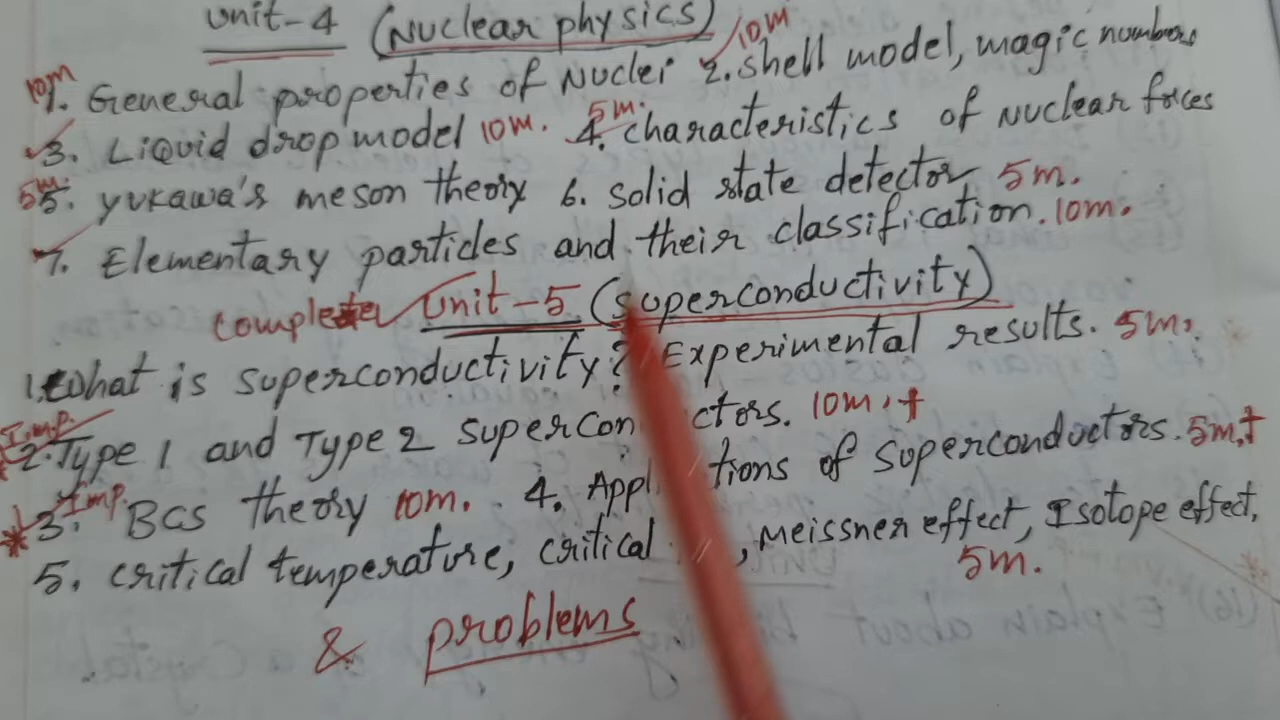 Unit-4 (Nuclear physics)
10m 1. General properties of Nuclei 2. shell model, magic numbers 10m
3. Liquid drop model 10m. 4. characteristics of nuclear forces 5m.
5m. 5. yukawa's meson theory 6. solid state detector 5m.
7. Elementary particles and their classification. 10m.
complete Unit-5 (superconductivity)
1. what is superconductivity? Experimental results. 5m.
Imp. 2. Type 1 and Type 2 supercon ctors. 10m, +
* 3. Imp. BCS theory 10m. 4. Appl tions of superconductors. 5m, +
5. critical temperature, critical , Meissner effect, Isotope effect,
5m.
& problems